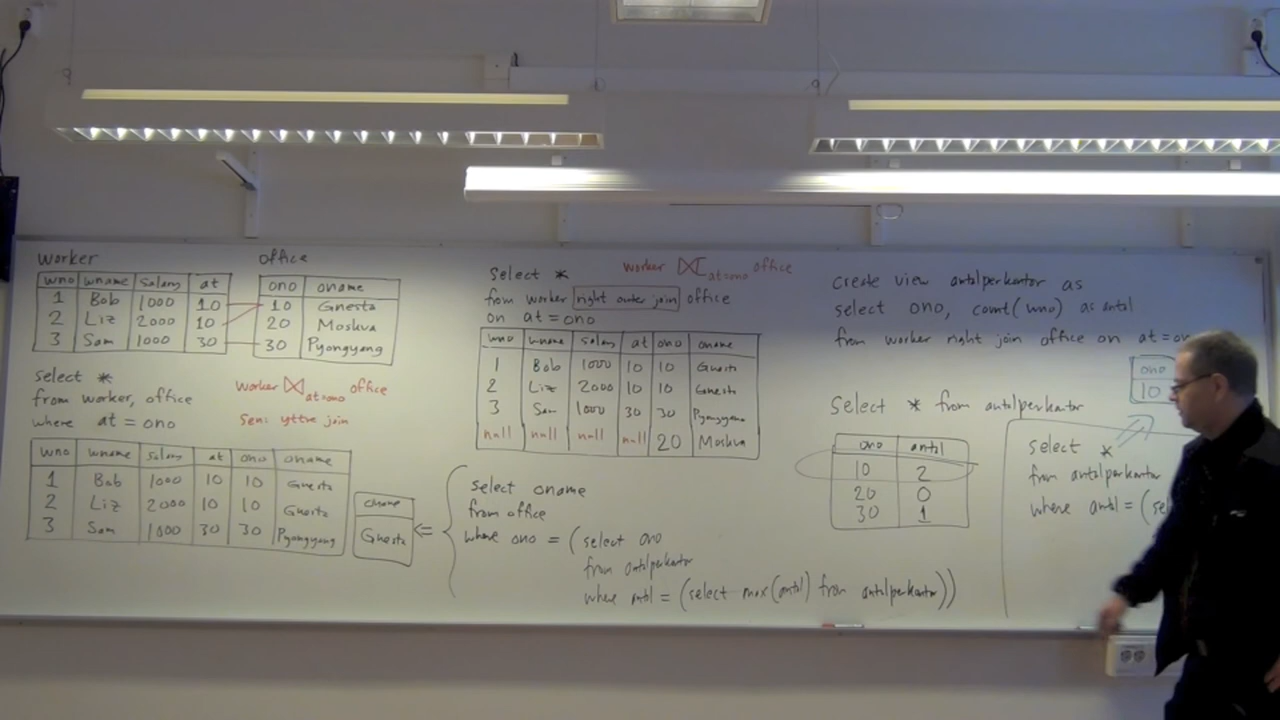 worker
wno wname salary at
1 Bob 1000 10
2 Liz 2000 10
3 Sam 1000 30
office
ono oname
10 Gnesta
20 Moskva
30 Pyongyang
select *
from worker, office
where at = ono
worker ⋈ at=ono office
Sen: yttre join
wno wname salary at ono oname
1 Bob 1000 10 10 Gnesta
2 Liz 2000 10 10 Gnesta
3 Sam 1000 30 30 Pyongyang
oname
Gnesta
⇐
select *
from worker right outer join office
on at = ono
worker ⋈ at=ono office
wno wname salary at ono oname
1 Bob 1000 10 10 Gnesta
2 Liz 2000 10 10 Gnesta
3 Sam 1000 30 30 Pyongyang
null null null null 20 Moskva
select oname
from office
where ono = (select ono
from antalperkontor
where antal = (select max(antal) from antalperkontor))
create view antalperkontor as
select ono, count(wno) as antal
from worker right join office on at =
select * from antalperkontor
ono antal
10 2
20 0
30 1
ono
10
select *
from antalperkontor
where antal = (